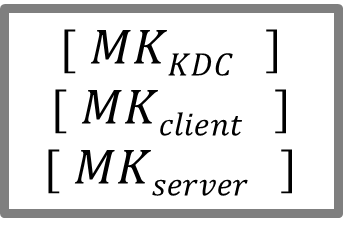 [ MK_KDC ]
[ MK_client ]
[ MK_server ]